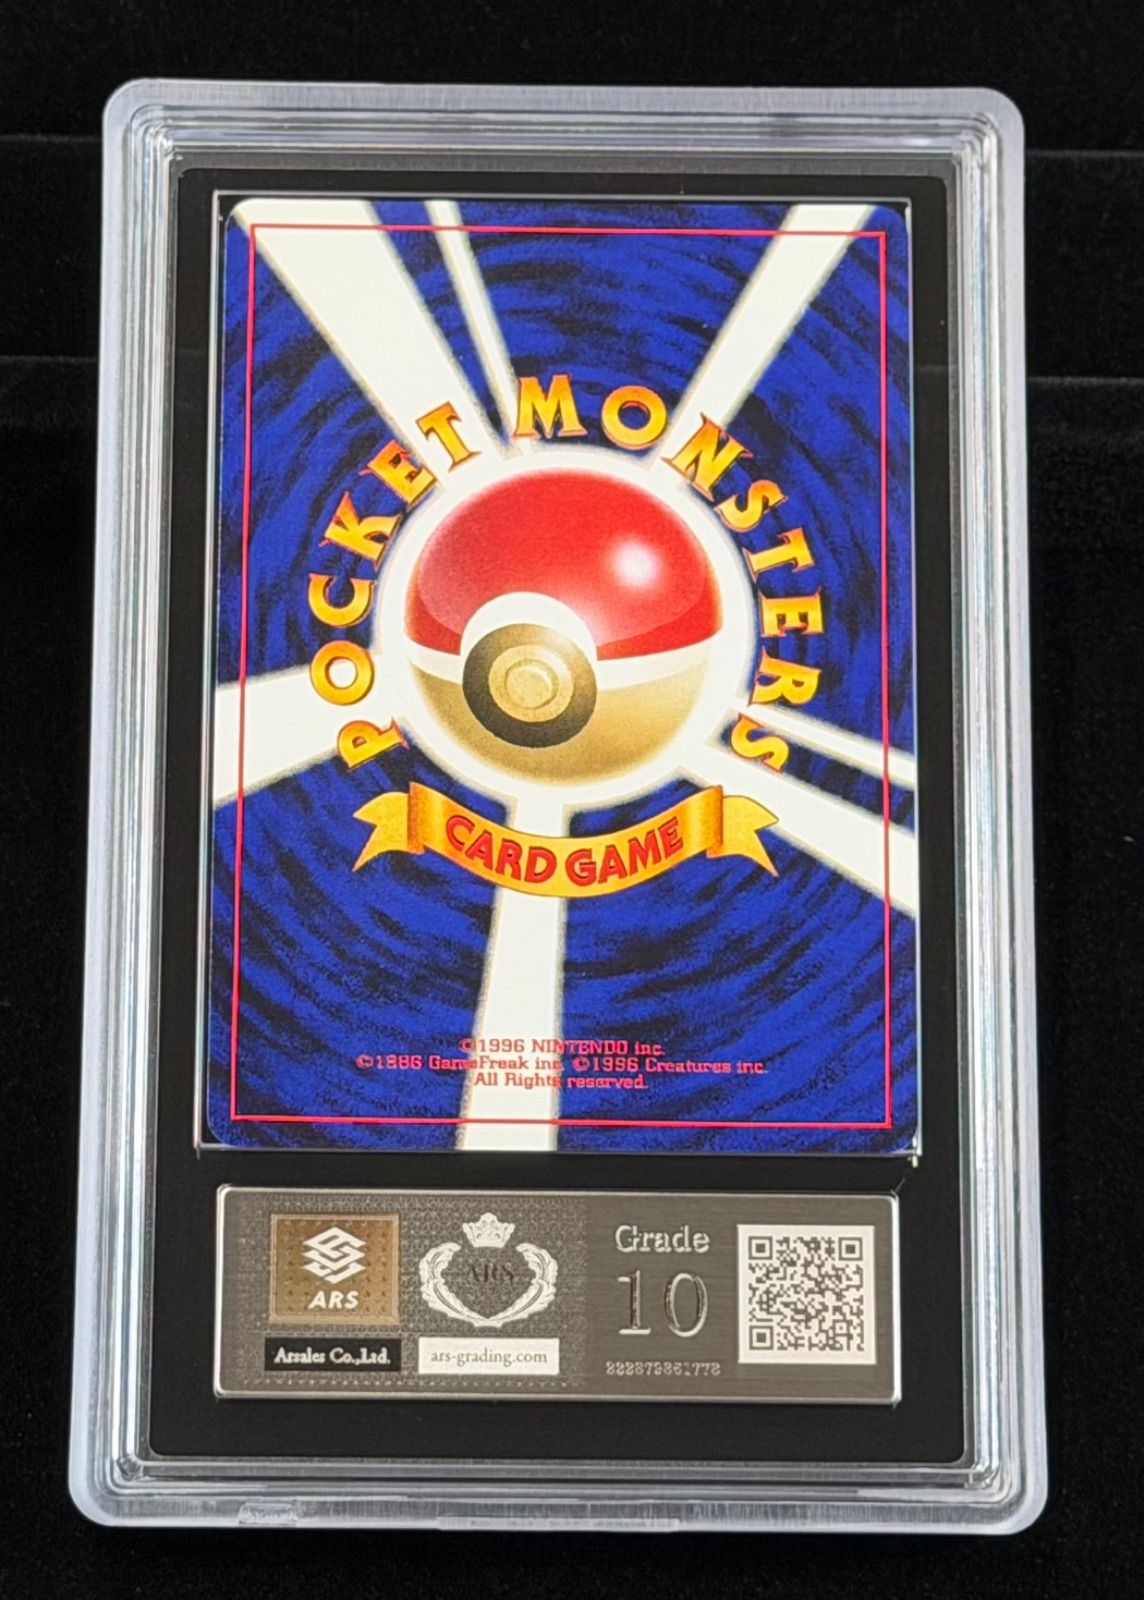 POCKET MONSTERS
CARD GAME
©1996 NINTENDO inc.
©1996 GameFreak inc. ©1996 Creatures inc.
All Rights reserved.
ARS
ARS
Grade
10
Arsales Co.,Ltd.
ars-grading.com